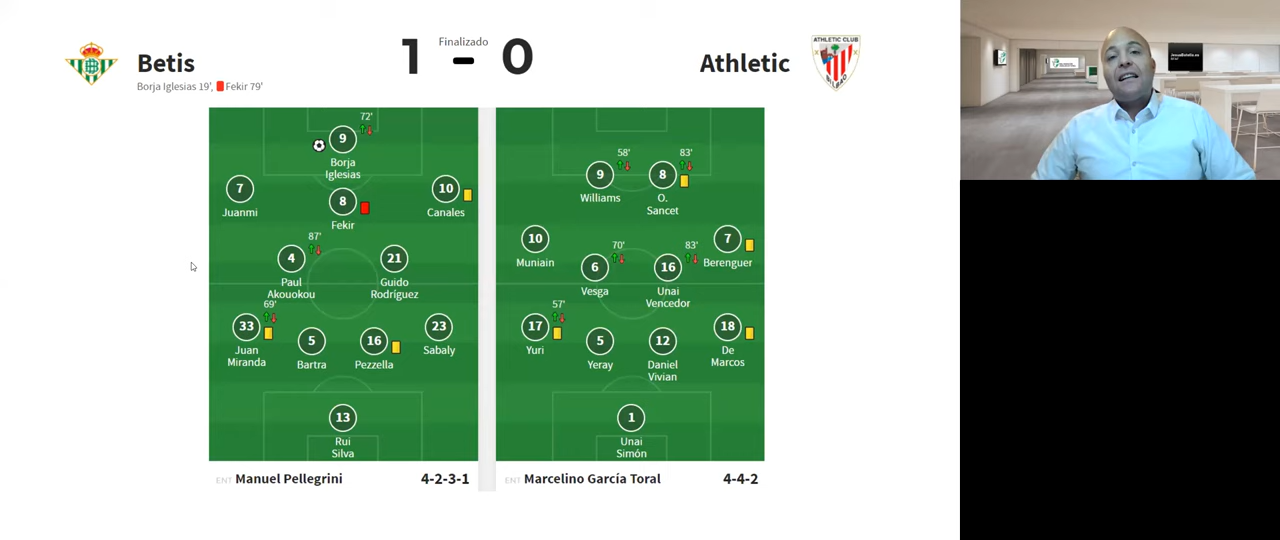 Betis
1 - 0
Finalizado
Athletic
ATHLETIC CLUB
BILBAO
Borja Iglesias 19', Fekir 79'
72'
9
Borja
Iglesias
7
Juanmi
8
Fekir
10
Canales
87'
4
Paul
Akouokou
21
Guido
Rodríguez
69'
33
Juan
Miranda
5
Bartra
16
Pezzella
23
Sabaly
13
Rui
Silva
ENT Manuel Pellegrini
4-2-3-1
58'
9
Williams
83'
8
O.
Sancet
10
Muniain
7
Berenguer
70'
6
Vesga
83'
16
Unai
Vencedor
57'
17
Yuri
5
Yeray
12
Daniel
Vivian
18
De
Marcos
1
Unai
Simón
ENT Marcelino García Toral
4-4-2